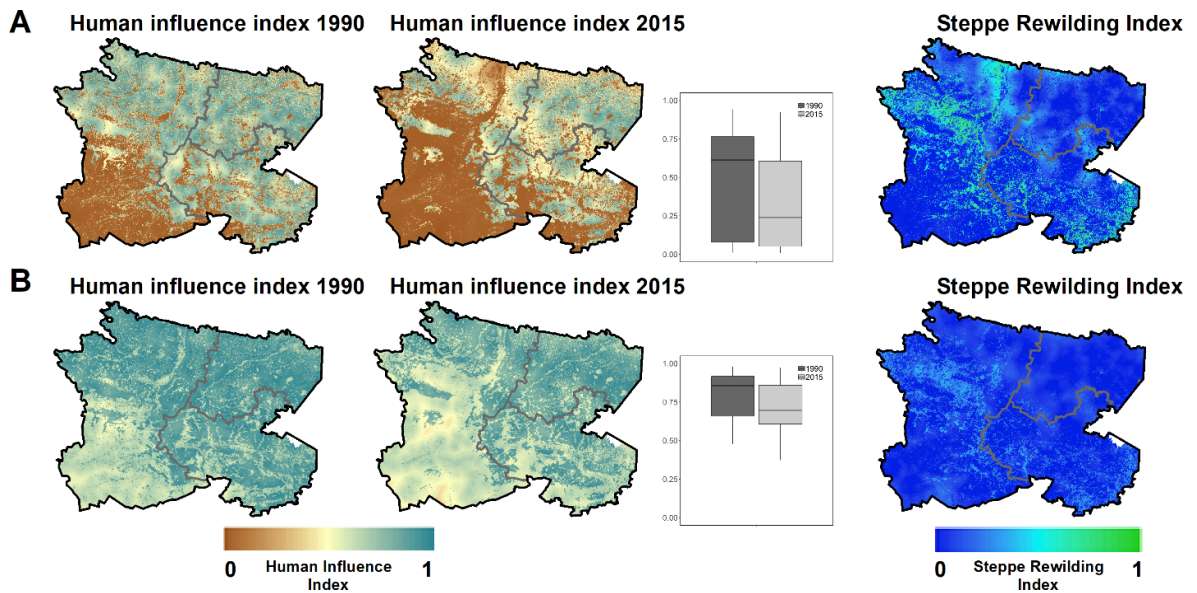 A
Human influence index 1990
Human influence index 2015
Steppe Rewilding Index
1.00
0.75
0.50
0.25
0.00
1990
2015
B
Human influence index 1990
Human influence index 2015
Steppe Rewilding Index
1.00
0.75
0.50
0.25
0.00
1990
2015
0
Human Influence
Index
1
0
Steppe Rewilding
Index
1